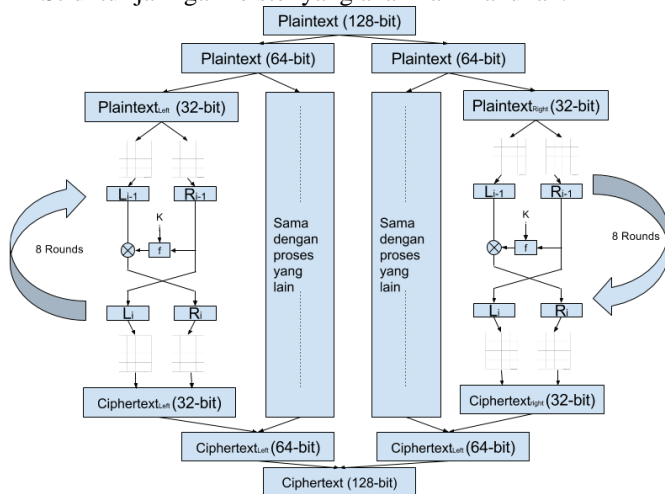 Plaintext (128-bit)
Plaintext (64-bit)
Plaintext (64-bit)
PlaintextLeft (32-bit)
PlaintextRight (32-bit)
Li-1
Ri-1
Li-1
Ri-1
K
K
f
f
8 Rounds
8 Rounds
Sama
dengan
proses
yang
lain
Sama
dengan
proses
yang
lain
Li
Ri
Li
Ri
CiphertextLeft (32-bit)
Ciphertextright (32-bit)
CiphertextLeft (64-bit)
CiphertextLeft (64-bit)
Ciphertext (128-bit)